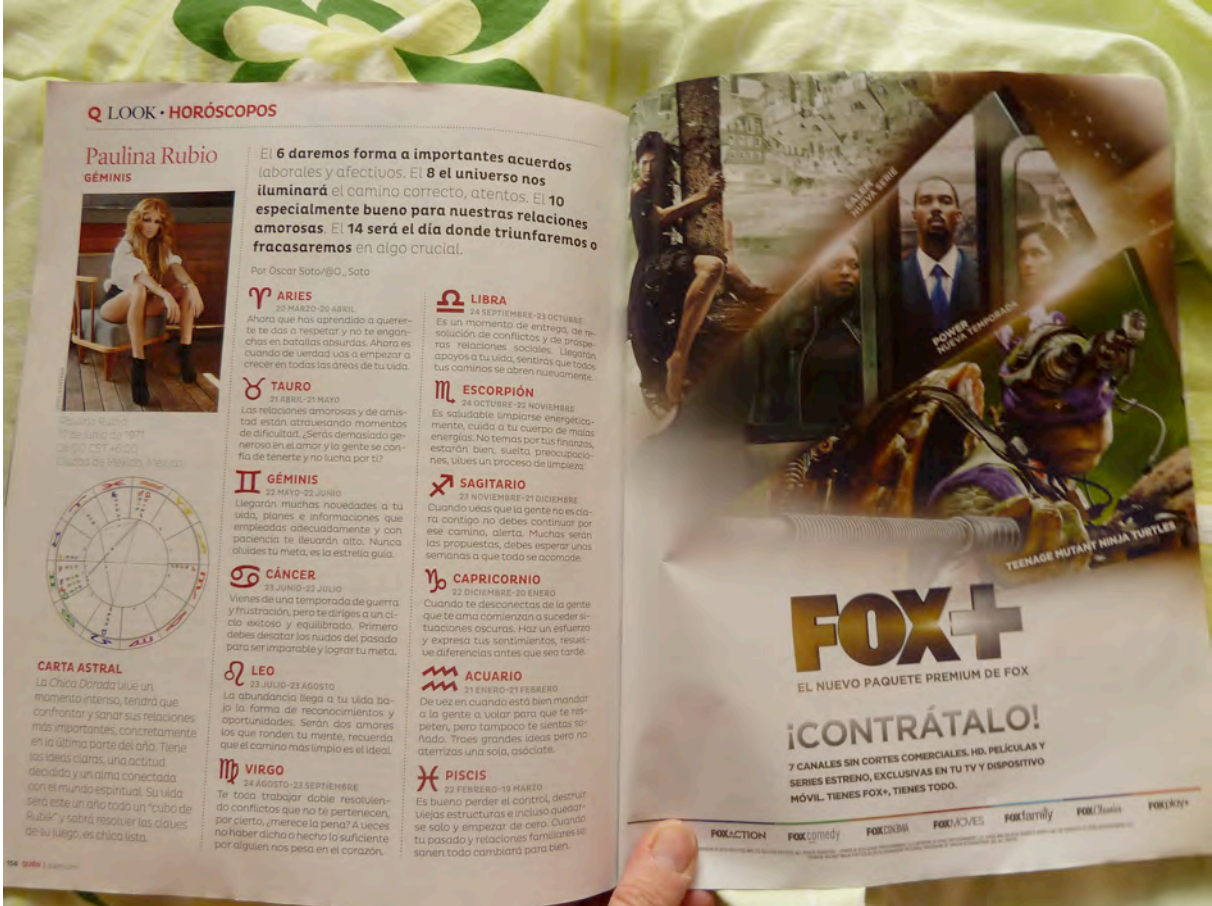 Q LOOK • HORÓSCOPOS
Paulina Rubio
GÉMINIS
El 6 daremos forma a importantes acuerdos
laborales y afectivos. El 8 el universo nos
iluminará el camino correcto, atentos. El 10
especialmente bueno para nuestras relaciones
amorosas. El 14 será el día donde triunfaremos o
fracasaremos en algo crucial.
Por Óscar Soto/@O_Soto
Paulina Rubio
17 de junio de 1971
CST +6:00
Ciudad de México, México
CARTA ASTRAL
La Chica Dorada vive un
momento intenso, tendrá que
confrontar y sanar sus relaciones
más importantes, concretamente
en la última parte del año. Tiene
las ideas claras, una actitud
decidida y un alma conectada
con el mundo espiritual. Su vida
será este un año todo un "cubo de
Rubik" y sabrá resolver las claves
de su juego, es chica lista.
ARIES
20 MARZO-20 ABRIL
Ahora que has aprendido a querer-
te te das a respetar y no te engan-
chas en batallas absurdas. Ahora es
cuando de verdad vas a empezar a
crecer en todas las áreas de tu vida.
TAURO
21 ABRIL-21 MAYO
Las relaciones amorosas y de amis-
tad están atravesando momentos
de dificultad. ¿Serás demasiado ge-
neroso en el amor y la gente se con-
fía de tenerte y no lucha por ti?
GÉMINIS
22 MAYO-22 JUNIO
Llegarán muchas novedades a tu
vida, planes e informaciones que
empleadas adecuadamente y con
paciencia te llevarán alto. Nunca
olvides tu meta, es la estrella guía.
CÁNCER
23 JUNIO-22 JULIO
Vienes de una temporada de guerra
y frustración, pero te diriges a un ci-
clo exitoso y equilibrado. Primero
debes desatar los nudos del pasado
para ser imparable y lograr tu meta.
LEO
23 JULIO-23 AGOSTO
La abundancia llega a tu vida ba-
jo la forma de reconocimientos y
oportunidades. Serán dos amores
los que ronden tu mente, recuerda
que el camino más limpio es el ideal.
VIRGO
24 AGOSTO-23 SEPTIEMBRE
Te toca trabajar doble resolvien-
do conflictos que no te pertenecen,
por cierto, ¿merece la pena? A veces
no haber dicho o hecho lo suficiente
por alguien nos pesa en el corazón.
LIBRA
24 SEPTIEMBRE-23 OCTUBRE
Es un momento de entrega, de re-
solución de conflictos y de próspe-
ras relaciones sociales. Llegarán
apoyos a tu vida, sentirás que todos
tus caminos se abren nuevamente.
ESCORPIÓN
24 OCTUBRE-22 NOVIEMBRE
Es saludable limpiarse energética-
mente, cuida a tu cuerpo de malas
energías. No temas por tus finanzas,
estarán bien, suelta preocupacio-
nes, vives un proceso de limpieza.
SAGITARIO
23 NOVIEMBRE-21 DICIEMBRE
Cuando veas que la gente no es cla-
ra contigo no debes continuar por
ese camino, alerta. Muchas serán
las propuestas, debes esperar unas
semanas a que todo se acomode.
CAPRICORNIO
22 DICIEMBRE-20 ENERO
Cuando te desconectas de la gente
que te ama comienzan a suceder si-
tuaciones oscuras. Haz un esfuerzo
y expresa tus sentimientos, resuel-
ve diferencias antes que sea tarde.
ACUARIO
21 ENERO-21 FEBRERO
De vez en cuando está bien mandar
a la gente a volar para que te res-
peten, pero tampoco te sientas so-
ñado. Traes grandes ideas pero no
aterrizas una sola, asóciate.
PISCIS
22 FEBRERO-19 MARZO
Es bueno perder el control, destruir
viejas estructuras e incluso quedar-
se solo y empezar de cero. Cuando
tu pasado y relaciones familiares se
sanen todo cambiará para bien.
SALEM
NUEVA SERIE
POWER
NUEVA TEMPORADA
TEENAGE MUTANT NINJA TURTLES
FOX+
EL NUEVO PAQUETE PREMIUM DE FOX
¡CONTRÁTALO!
7 CANALES SIN CORTES COMERCIALES. HD. PELÍCULAS Y
SERIES ESTRENO, EXCLUSIVAS EN TU TV Y DISPOSITIVO
MÓVIL. TIENES FOX+, TIENES TODO.
FOXACTION FOXcomedy FOXCINEMA FOXMOVIES FOXfamily FOXClassics FOXplay+